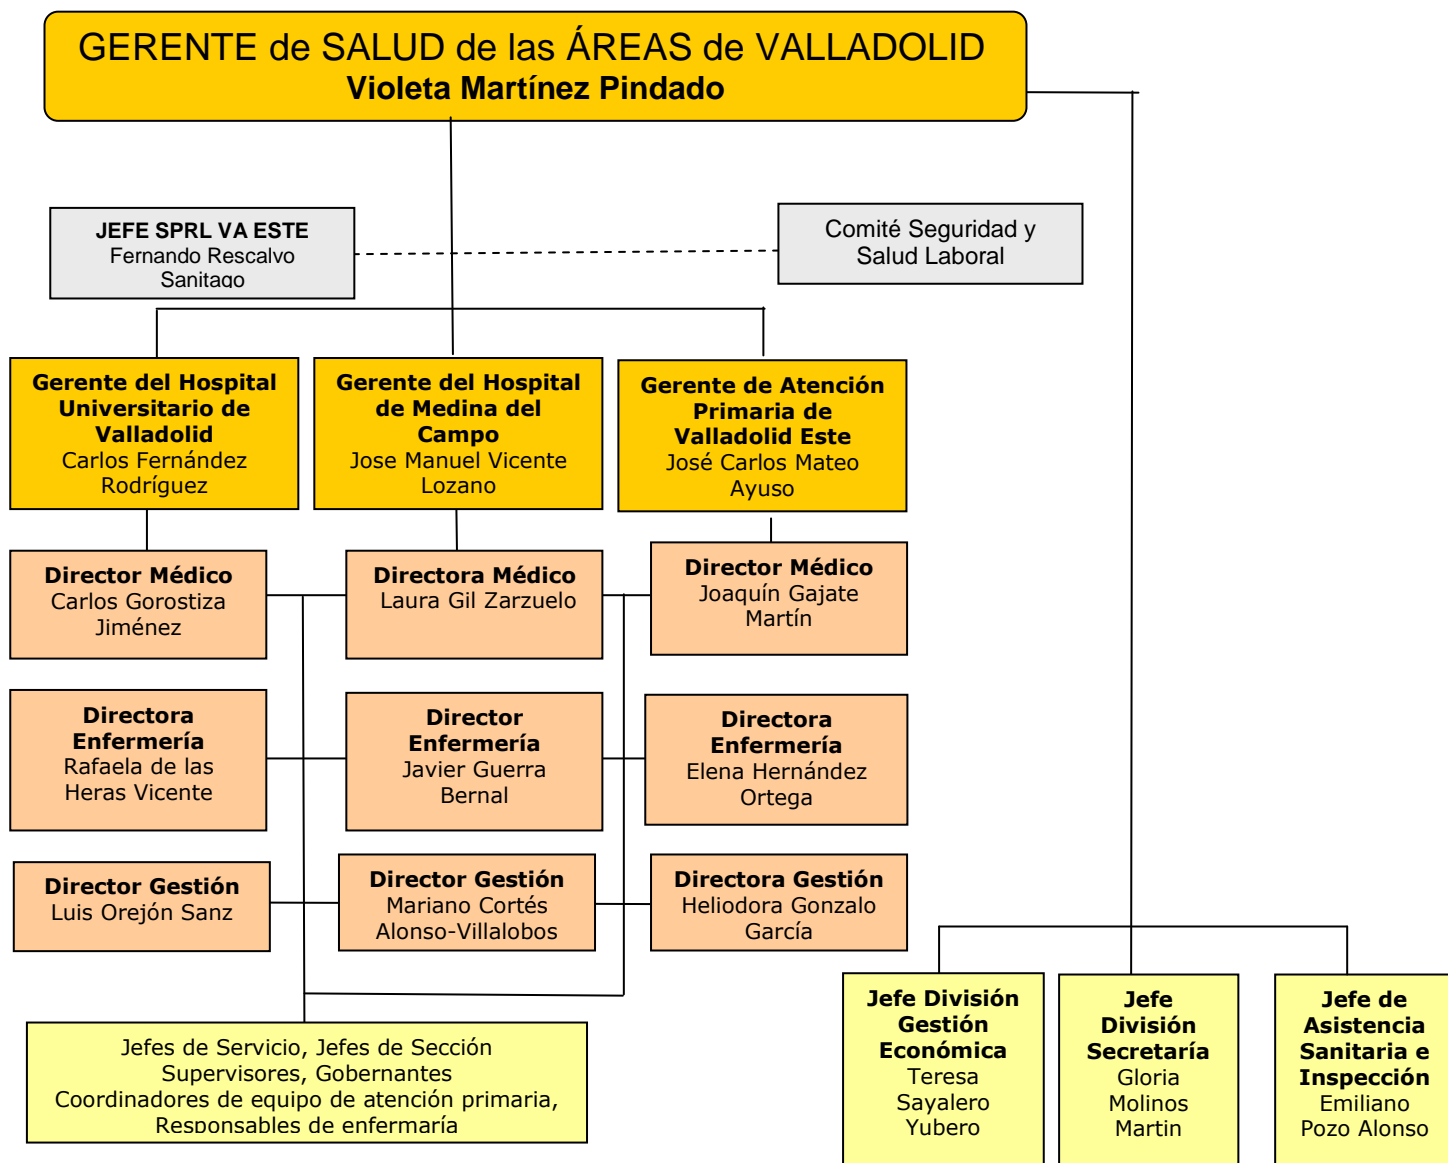 GERENTE de SALUD de las ÁREAS de VALLADOLID
Violeta Martínez Pindado
JEFE SPRL VA ESTE
Fernando Rescalvo
Sanitago
Comité Seguridad y
Salud Laboral
Gerente del Hospital
Universitario de
Valladolid
Carlos Fernández
Rodríguez
Gerente del Hospital
de Medina del
Campo
Jose Manuel Vicente
Lozano
Gerente de Atención
Primaria de
Valladolid Este
José Carlos Mateo
Ayuso
Director Médico
Carlos Gorostiza
Jiménez
Directora Médico
Laura Gil Zarzuelo
Director Médico
Joaquín Gajate
Martín
Directora
Enfermería
Rafaela de las
Heras Vicente
Director
Enfermería
Javier Guerra
Bernal
Directora
Enfermería
Elena Hernández
Ortega
Director Gestión
Luis Orejón Sanz
Director Gestión
Mariano Cortés
Alonso-Villalobos
Directora Gestión
Heliodora Gonzalo
García
Jefes de Servicio, Jefes de Sección
Supervisores, Gobernantes
Coordinadores de equipo de atención primaria,
Responsables de enfermaría
Jefe División
Gestión
Económica
Teresa
Sayalero
Yubero
Jefe
División
Secretaría
Gloria
Molinos
Martin
Jefe de
Asistencia
Sanitaria e
Inspección
Emiliano
Pozo Alonso